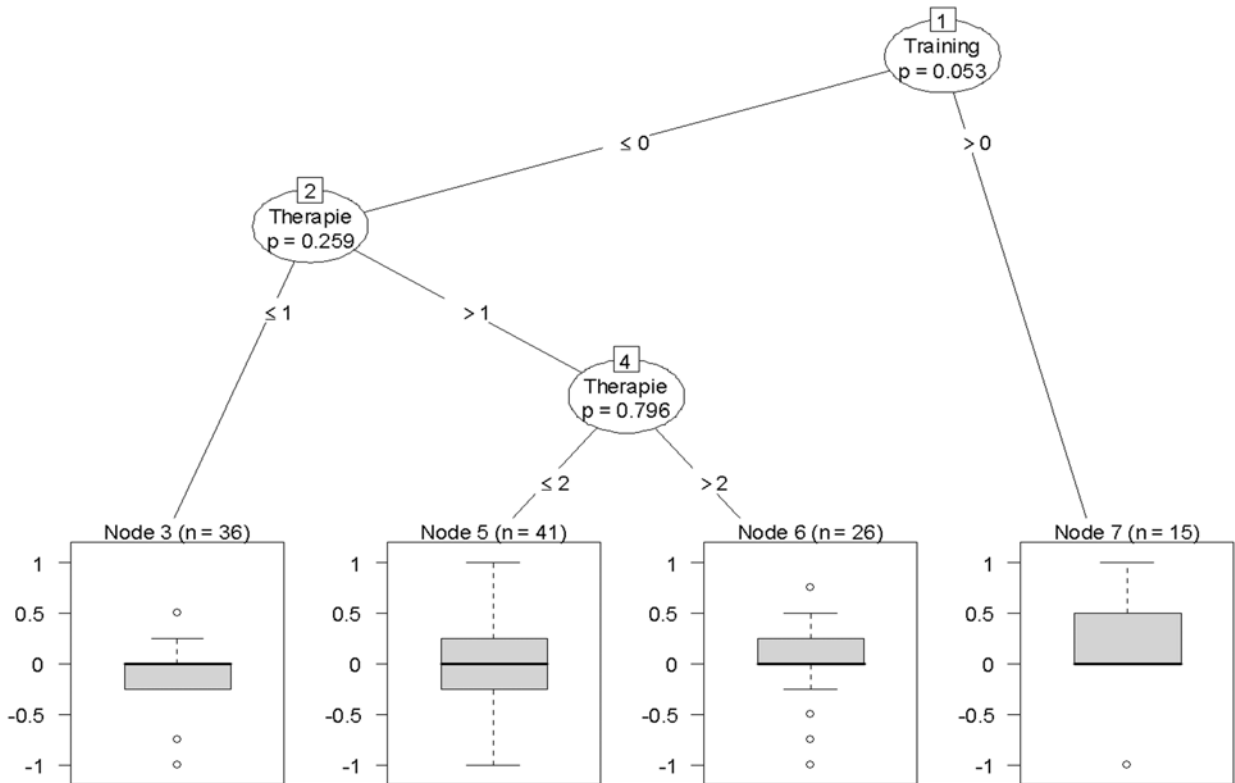 1
Training
p = 0.053
≤ 0
> 0
2
Therapie
p = 0.259
≤ 1
> 1
4
Therapie
p = 0.796
≤ 2
> 2
Node 3 (n = 36)
1
0.5
0
-0.5
-1
Node 5 (n = 41)
1
0.5
0
-0.5
-1
Node 6 (n = 26)
1
0.5
0
-0.5
-1
Node 7 (n = 15)
1
0.5
0
-0.5
-1